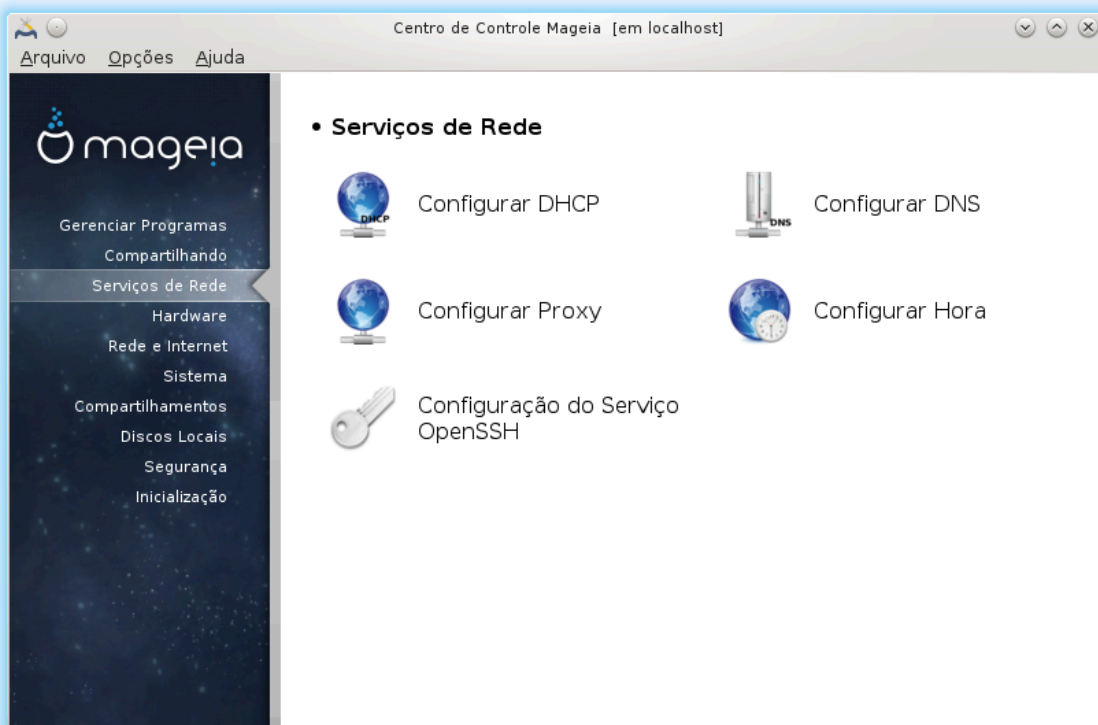 Centro de Controle Mageia [em localhost]
Arquivo Opções Ajuda
mageia
Gerenciar Programas
Compartilhando
Serviços de Rede
Hardware
Rede e Internet
Sistema
Compartilhamentos
Discos Locais
Segurança
Inicialização
• Serviços de Rede
DHCP
Configurar DHCP
DNS
Configurar DNS
Configurar Proxy
Configurar Hora
Configuração do Serviço
OpenSSH